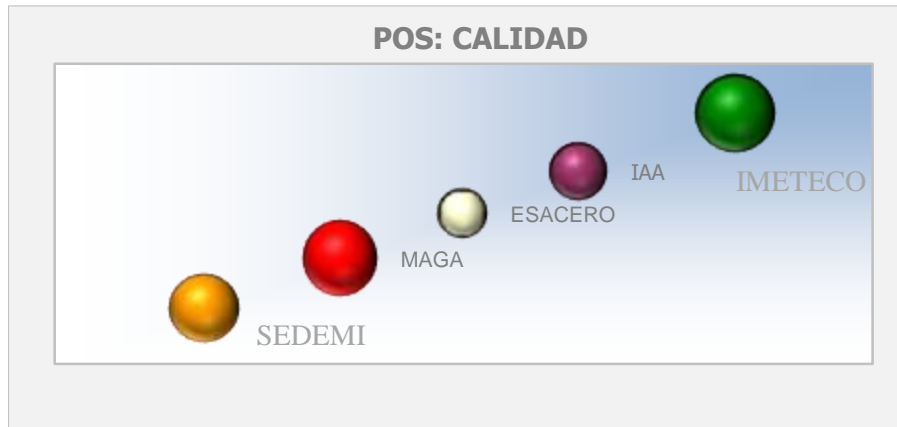 POS: CALIDAD
IAA
IMETECO
ESACERO
MAGA
SEDEMI